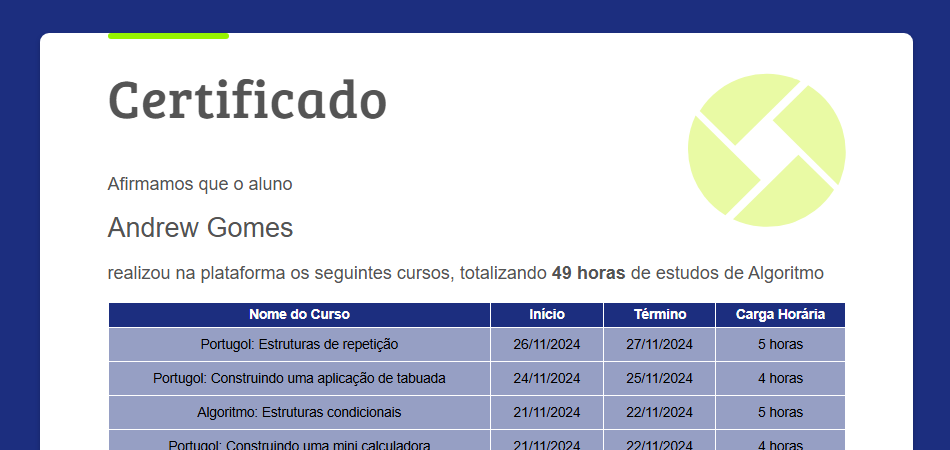 Certificado
Afirmamos que o aluno
Andrew Gomes
realizou na plataforma os seguintes cursos, totalizando 49 horas de estudos de Algoritmo
Nome do Curso Início Término Carga Horária
Portugol: Estruturas de repetição 26/11/2024 27/11/2024 5 horas
Portugol: Construindo uma aplicação de tabuada 24/11/2024 25/11/2024 4 horas
Algoritmo: Estruturas condicionais 21/11/2024 22/11/2024 5 horas
Portugol: Construindo uma mini calculadora 21/11/2024 22/11/2024 4 horas